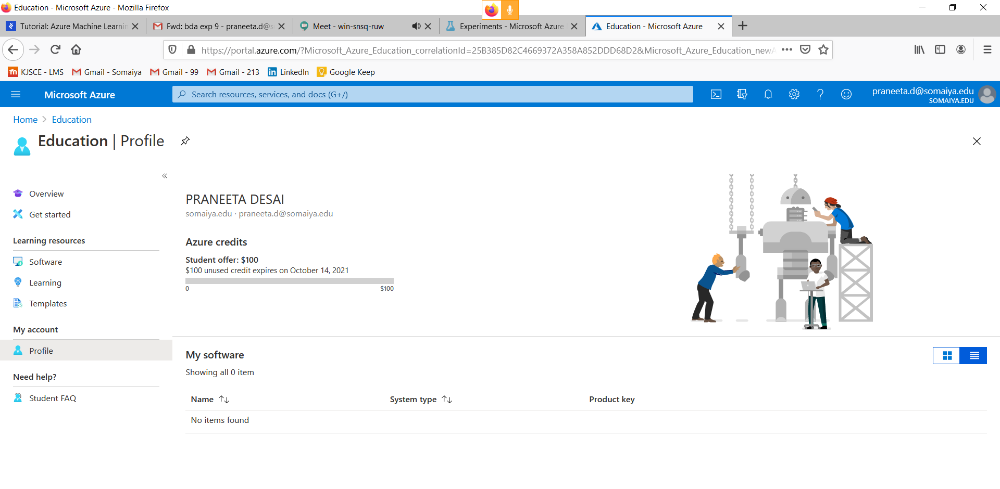 Education - Microsoft Azure - Mozilla Firefox
Tutorial: Azure Machine Learnin
Fwd: bda exp 9 - praneeta.d@s
Meet - win-snsq-ruw
Experiments - Microsoft Azure
Education - Microsoft Azure
https://portal.azure.com/?Microsoft_Azure_Education_correlationId=25B385D82C4669372A358A852DDD68D2&Microsoft_Azure_Education_newA
KJSCE - LMS
Gmail - Somaiya
Gmail - 99
Gmail - 213
LinkedIn
Google Keep
Microsoft Azure
Search resources, services, and docs (G+/)
praneeta.d@somaiya.edu
SOMAIYA.EDU
Home > Education
Education | Profile
Overview
Get started
Learning resources
Software
Learning
Templates
My account
Profile
Need help?
Student FAQ
PRANEETA DESAI
somaiya.edu · praneeta.d@somaiya.edu
Azure credits
Student offer: $100
$100 unused credit expires on October 14, 2021
0 $100
My software
Showing all 0 item
Name System type Product key
No items found